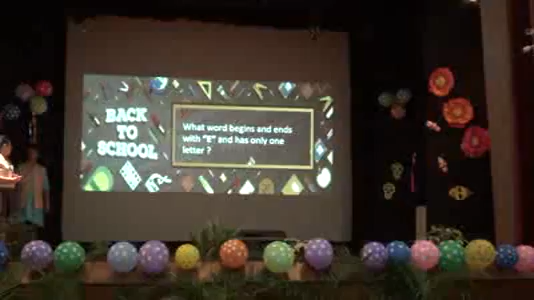 BACK
TO
SCHOOL
What word begins and ends
with "E" and has only one
letter ?